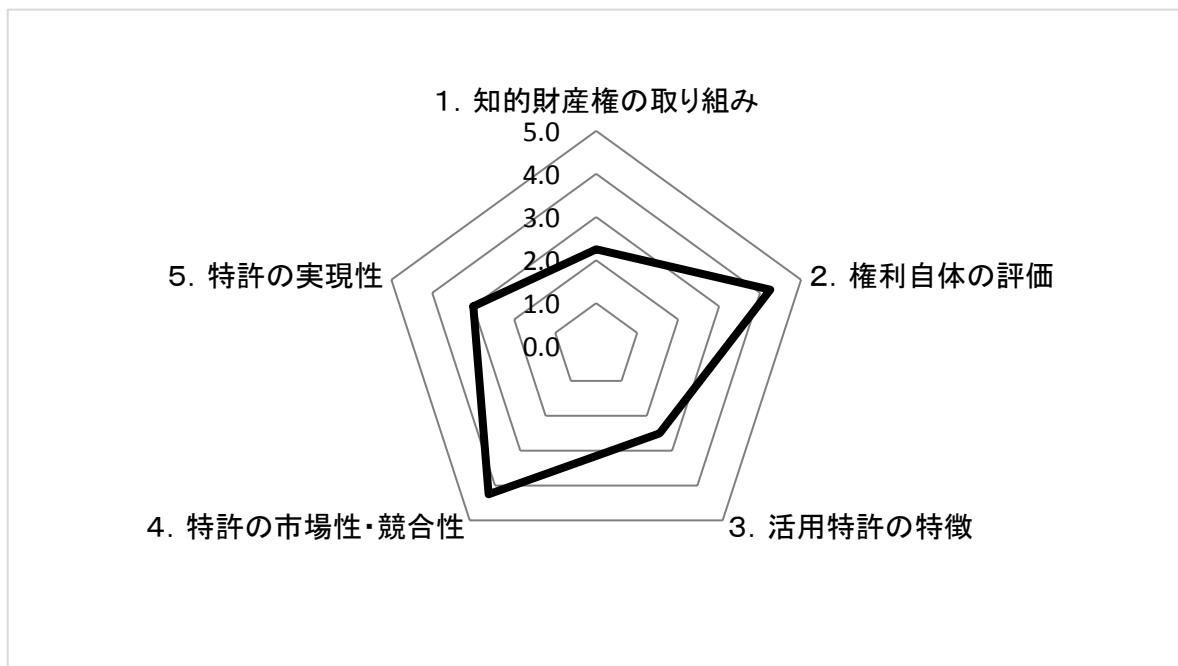 1. 知的財産権の取り組み
5.0
4.0
3.0
2.0
1.0
0.0
2. 権利自体の評価
3. 活用特許の特徴
4. 特許の市場性・競合性
5. 特許の実現性